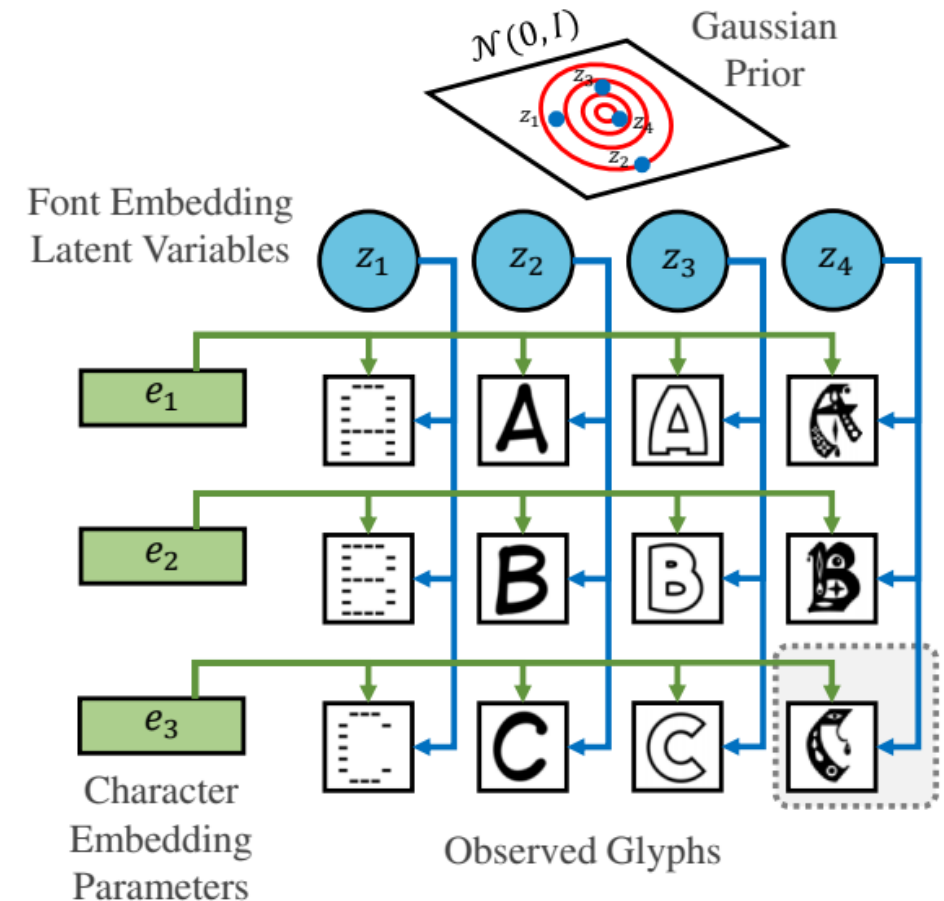 𝒩(0, I)
Gaussian
Prior
z₃
z₁
z₄
z₂
Font Embedding
Latent Variables
z₁ z₂ z₃ z₄
e₁
A A A A
e₂
B B B B
e₃
C C C C
Character
Embedding
Parameters
Observed Glyphs